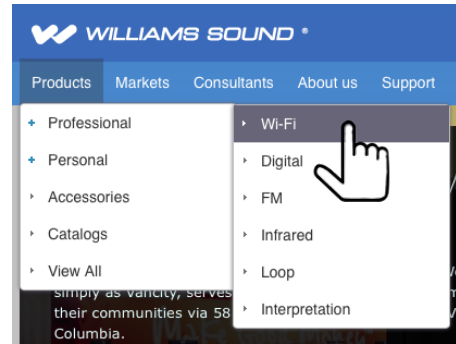 WILLIAMS SOUND
Products Markets Consultants About us Support
Professional
Personal
Accessories
Catalogs
View All
Wi-Fi
Digital
FM
Infrared
Loop
Interpretation
simply as Vancity, serves
their communities via 58
Columbia.